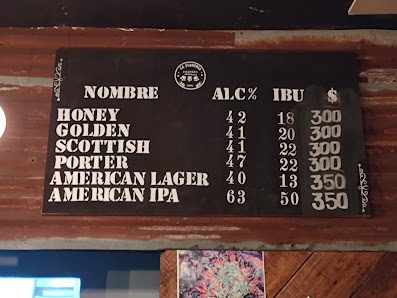 NOMBRE ALC% IBU $
HONEY 42 18 300
GOLDEN 41 20 300
SCOTTISH 41 22 300
PORTER 47 22 300
AMERICAN LAGER 40 13 350
AMERICAN IPA 63 50 350